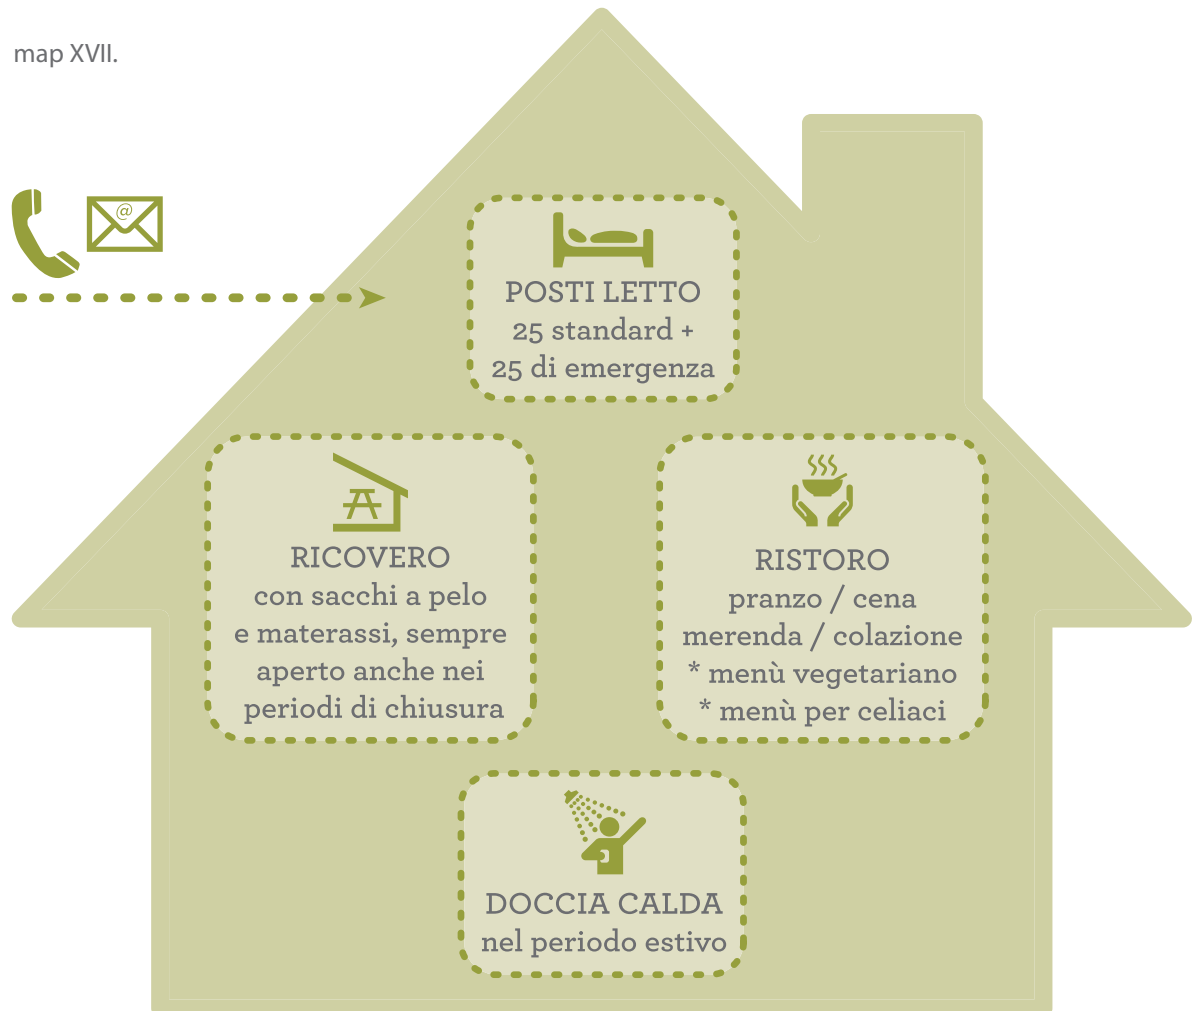 map XVII.
@
POSTI LETTO
25 standard +
25 di emergenza
RICOVERO
con sacchi a pelo
e materassi, sempre
aperto anche nei
periodi di chiusura
RISTORO
pranzo / cena
merenda / colazione
* menù vegetariano
* menù per celiaci
DOCCIA CALDA
nel periodo estivo